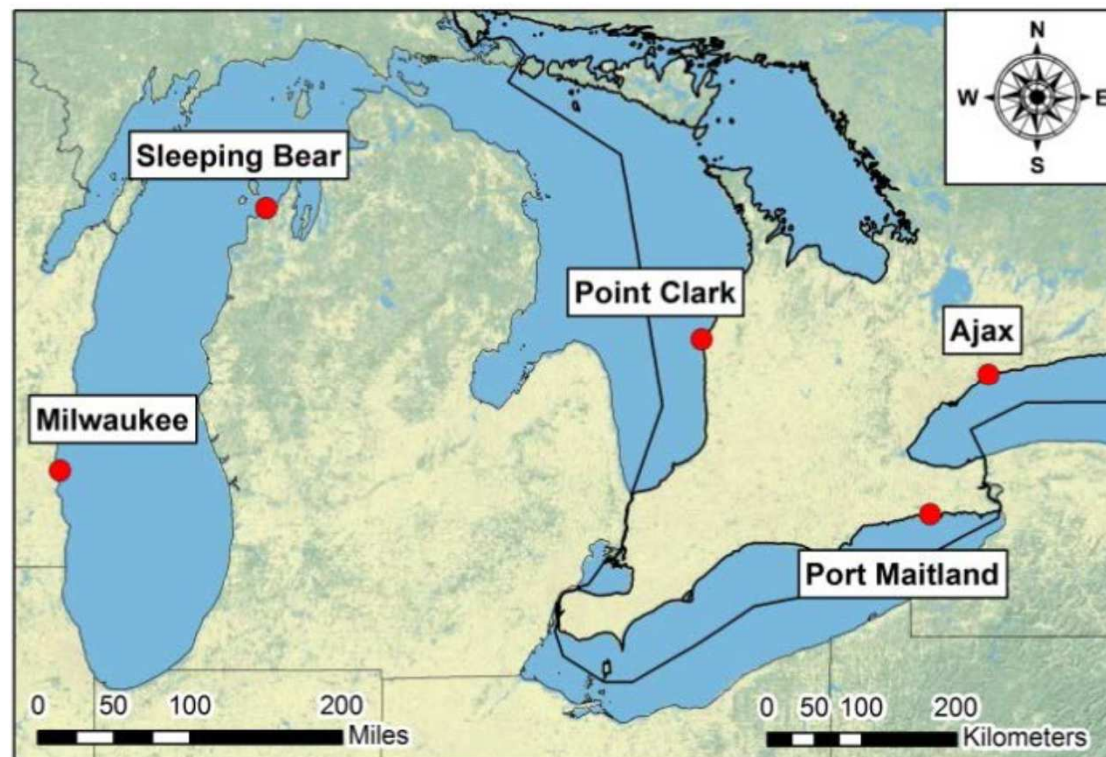 N
W E
S
Sleeping Bear
Point Clark
Ajax
Milwaukee
Port Maitland
0 50 100 200
Miles
0 50 100 200
Kilometers